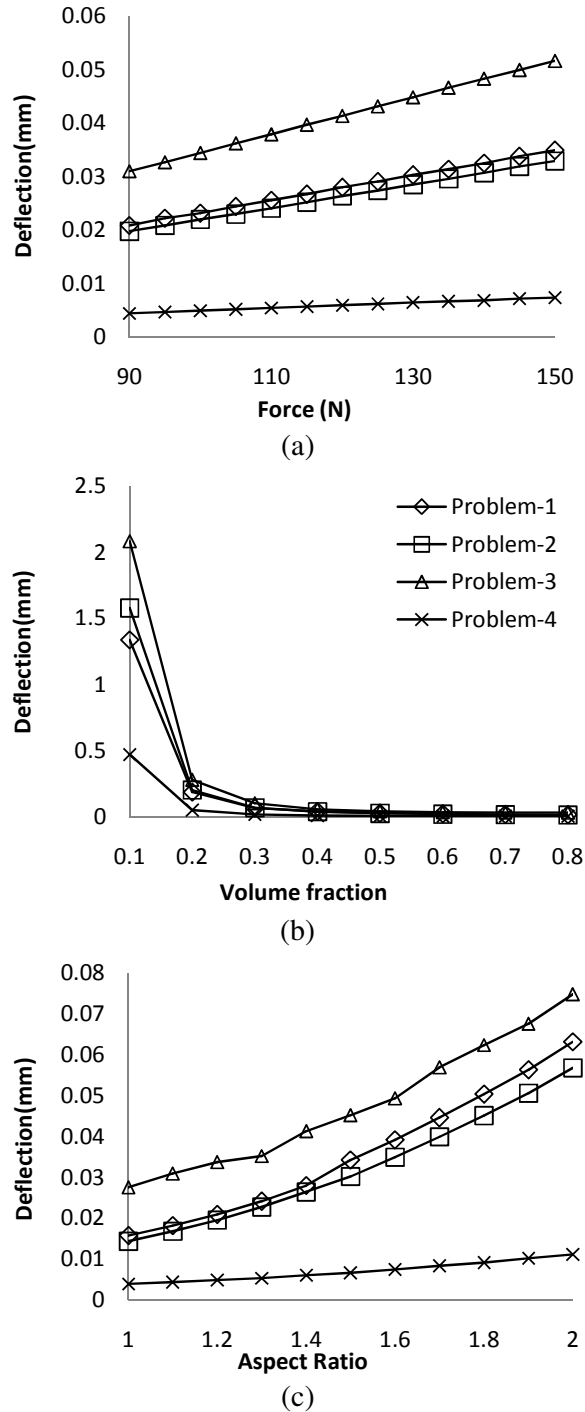 0.06
0.05
0.04
0.03
0.02
0.01
0
Deflection(mm)
90 110 130 150
Force (N)
(a)
2.5
2
1.5
1
0.5
0
Deflection(mm)
Problem-1
Problem-2
Problem-3
Problem-4
0.1 0.2 0.3 0.4 0.5 0.6 0.7 0.8
Volume fraction
(b)
0.08
0.07
0.06
0.05
0.04
0.03
0.02
0.01
0
Deflection(mm)
1 1.2 1.4 1.6 1.8 2
Aspect Ratio
(c)